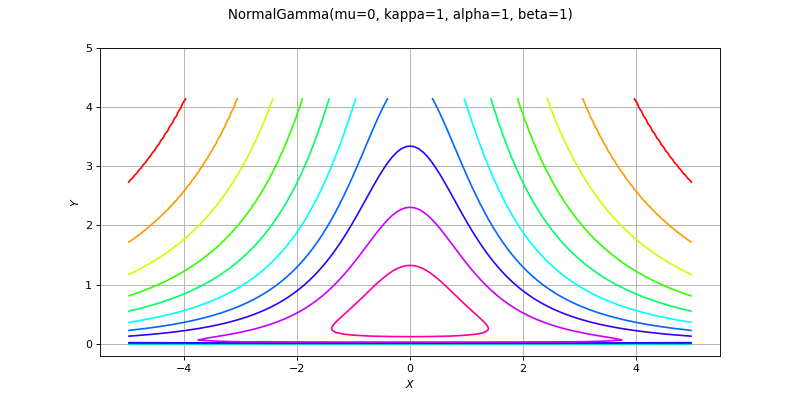 NormalGamma(mu=0, kappa=1, alpha=1, beta=1)
5
4
3
2
1
0
Y
−4 −2 0 2 4
X